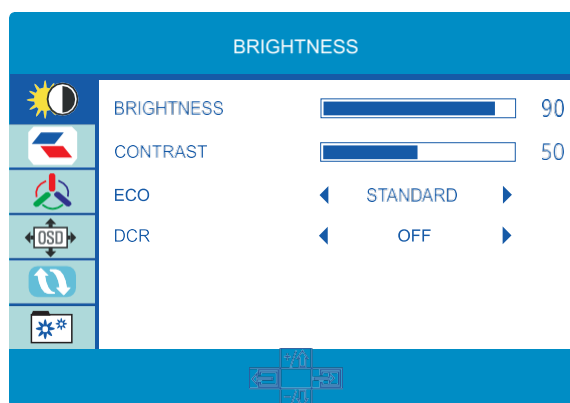 BRIGHTNESS
BRIGHTNESS 90
CONTRAST 50
ECO STANDARD
DCR OFF
OSD